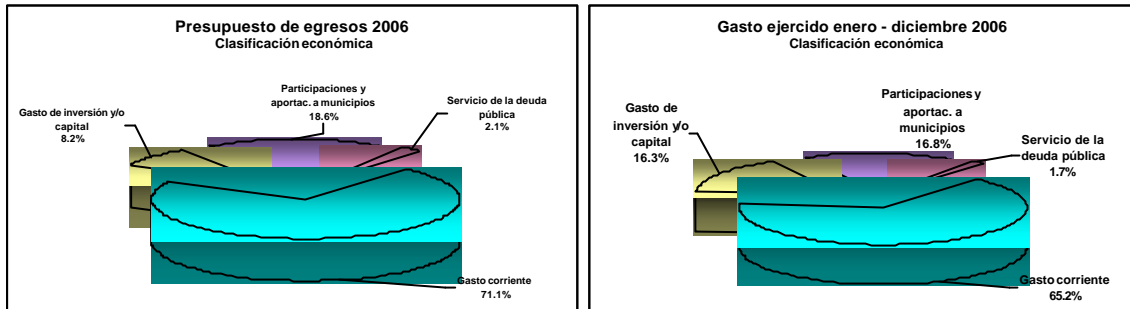 Presupuesto de egresos 2006
Clasificación económica
Participaciones y
aportac. a municipios
18.6%
Servicio de la deuda
pública
2.1%
Gasto de inversión y/o
capital
8.2%
Gasto corriente
71.1%
Gasto ejercido enero - diciembre 2006
Clasificación económica
Participaciones y
aportac. a
municipios
16.8%
Gasto de
inversión y/o
capital
16.3%
Servicio de la
deuda pública
1.7%
Gasto corriente
65.2%